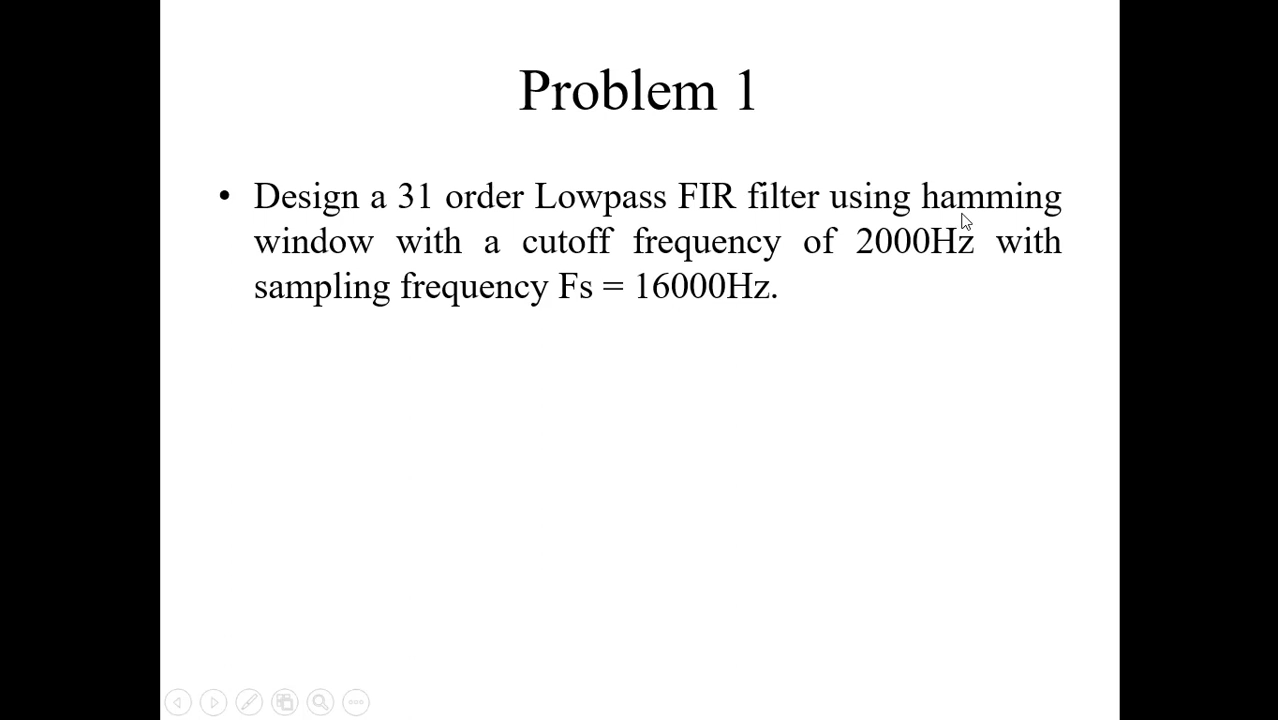 Problem 1
• Design a 31 order Lowpass FIR filter using hamming
window with a cutoff frequency of 2000Hz with
sampling frequency Fs = 16000Hz.